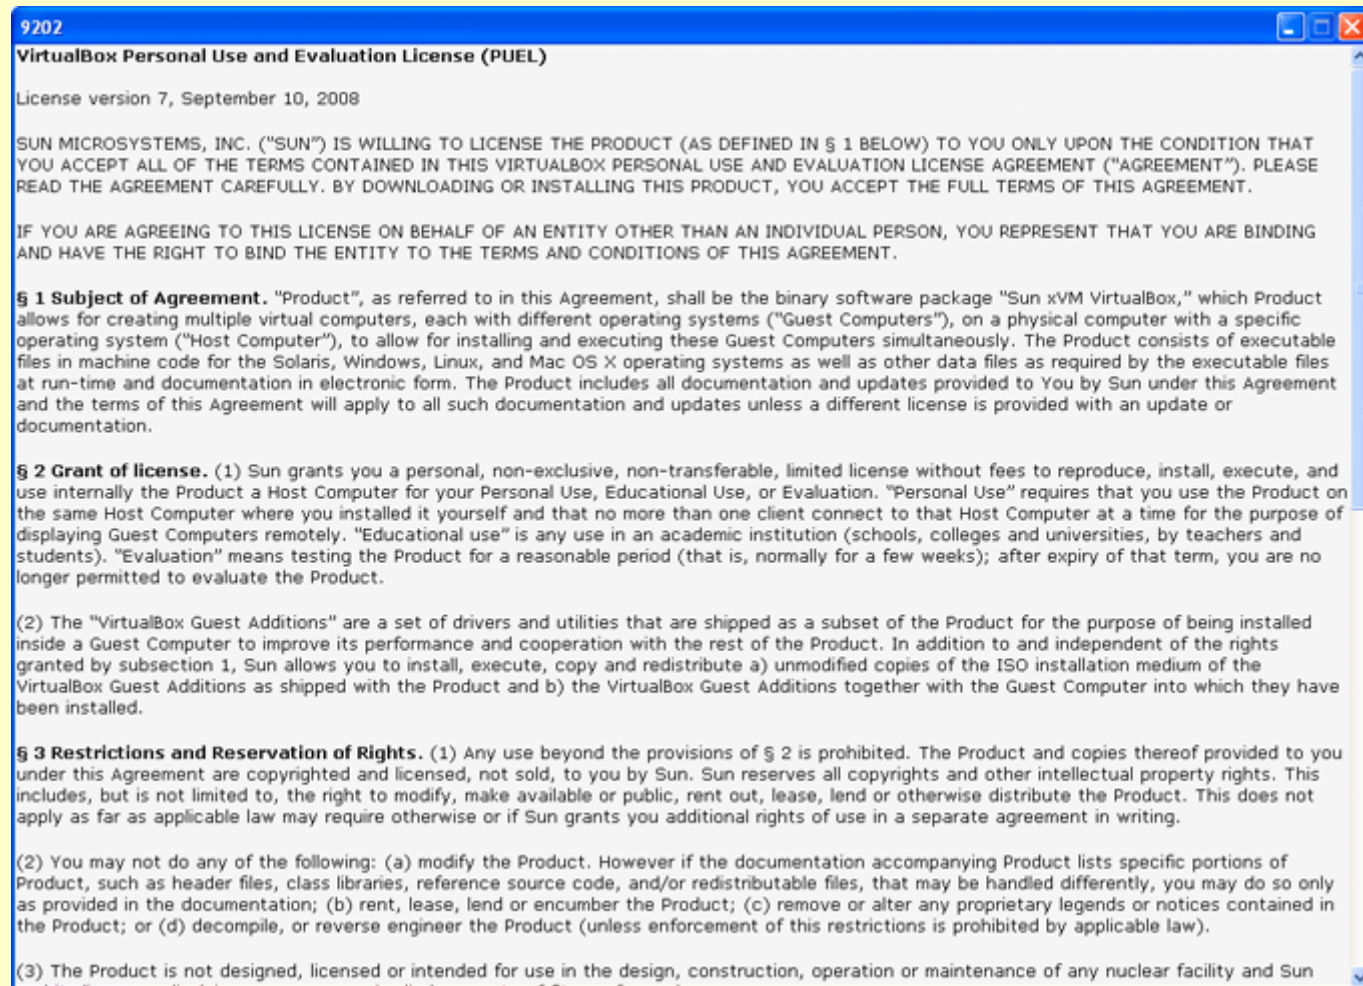 9202
VirtualBox Personal Use and Evaluation License (PUEL)
License version 7, September 10, 2008
SUN MICROSYSTEMS, INC. ("SUN") IS WILLING TO LICENSE THE PRODUCT (AS DEFINED IN § 1 BELOW) TO YOU ONLY UPON THE CONDITION THAT
YOU ACCEPT ALL OF THE TERMS CONTAINED IN THIS VIRTUALBOX PERSONAL USE AND EVALUATION LICENSE AGREEMENT ("AGREEMENT"). PLEASE
READ THE AGREEMENT CAREFULLY. BY DOWNLOADING OR INSTALLING THIS PRODUCT, YOU ACCEPT THE FULL TERMS OF THIS AGREEMENT.
IF YOU ARE AGREEING TO THIS LICENSE ON BEHALF OF AN ENTITY OTHER THAN AN INDIVIDUAL PERSON, YOU REPRESENT THAT YOU ARE BINDING
AND HAVE THE RIGHT TO BIND THE ENTITY TO THE TERMS AND CONDITIONS OF THIS AGREEMENT.
§ 1 Subject of Agreement. "Product", as referred to in this Agreement, shall be the binary software package "Sun xVM VirtualBox," which Product
allows for creating multiple virtual computers, each with different operating systems ("Guest Computers"), on a physical computer with a specific
operating system ("Host Computer"), to allow for installing and executing these Guest Computers simultaneously. The Product consists of executable
files in machine code for the Solaris, Windows, Linux, and Mac OS X operating systems as well as other data files as required by the executable files
at run-time and documentation in electronic form. The Product includes all documentation and updates provided to You by Sun under this Agreement
and the terms of this Agreement will apply to all such documentation and updates unless a different license is provided with an update or
documentation.
§ 2 Grant of license. (1) Sun grants you a personal, non-exclusive, non-transferable, limited license without fees to reproduce, install, execute, and
use internally the Product a Host Computer for your Personal Use, Educational Use, or Evaluation. "Personal Use" requires that you use the Product on
the same Host Computer where you installed it yourself and that no more than one client connect to that Host Computer at a time for the purpose of
displaying Guest Computers remotely. "Educational use" is any use in an academic institution (schools, colleges and universities, by teachers and
students). "Evaluation" means testing the Product for a reasonable period (that is, normally for a few weeks); after expiry of that term, you are no
longer permitted to evaluate the Product.
(2) The "VirtualBox Guest Additions" are a set of drivers and utilities that are shipped as a subset of the Product for the purpose of being installed
inside a Guest Computer to improve its performance and cooperation with the rest of the Product. In addition to and independent of the rights
granted by subsection 1, Sun allows you to install, execute, copy and redistribute a) unmodified copies of the ISO installation medium of the
VirtualBox Guest Additions as shipped with the Product and b) the VirtualBox Guest Additions together with the Guest Computer into which they have
been installed.
§ 3 Restrictions and Reservation of Rights. (1) Any use beyond the provisions of § 2 is prohibited. The Product and copies thereof provided to you
under this Agreement are copyrighted and licensed, not sold, to you by Sun. Sun reserves all copyrights and other intellectual property rights. This
includes, but is not limited to, the right to modify, make available or public, rent out, lease, lend or otherwise distribute the Product. This does not
apply as far as applicable law may require otherwise or if Sun grants you additional rights of use in a separate agreement in writing.
(2) You may not do any of the following: (a) modify the Product. However if the documentation accompanying Product lists specific portions of
Product, such as header files, class libraries, reference source code, and/or redistributable files, that may be handled differently, you may do so only
as provided in the documentation; (b) rent, lease, lend or encumber the Product; (c) remove or alter any proprietary legends or notices contained in
the Product; or (d) decompile, or reverse engineer the Product (unless enforcement of this restrictions is prohibited by applicable law).
(3) The Product is not designed, licensed or intended for use in the design, construction, operation or maintenance of any nuclear facility and Sun